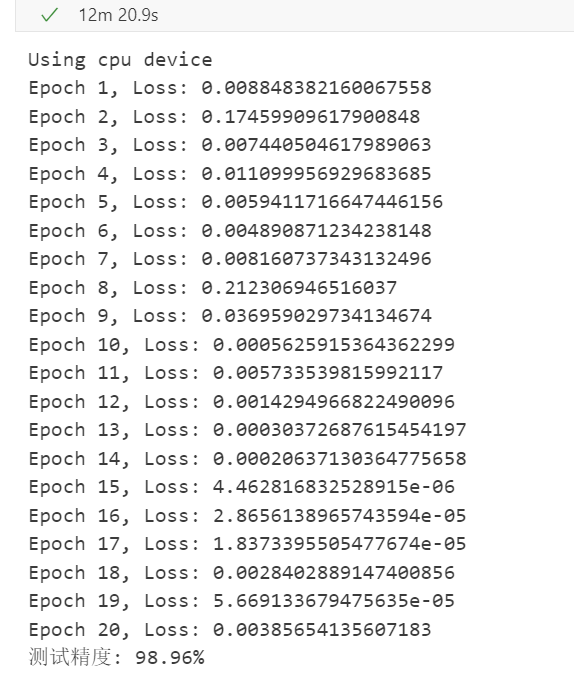 12m 20.9s
Using cpu device
Epoch 1, Loss: 0.008848382160067558
Epoch 2, Loss: 0.17459909617900848
Epoch 3, Loss: 0.007440504617989063
Epoch 4, Loss: 0.011099956929683685
Epoch 5, Loss: 0.0059411716647446156
Epoch 6, Loss: 0.004890871234238148
Epoch 7, Loss: 0.008160737343132496
Epoch 8, Loss: 0.212306946516037
Epoch 9, Loss: 0.036959029734134674
Epoch 10, Loss: 0.0005625915364362299
Epoch 11, Loss: 0.005733539815992117
Epoch 12, Loss: 0.0014294966822490096
Epoch 13, Loss: 0.00030372687615454197
Epoch 14, Loss: 0.00020637130364775658
Epoch 15, Loss: 4.462816832528915e-06
Epoch 16, Loss: 2.8656138965743594e-05
Epoch 17, Loss: 1.8373395505477674e-05
Epoch 18, Loss: 0.0028402889147400856
Epoch 19, Loss: 5.669133679475635e-05
Epoch 20, Loss: 0.00385654135607183
测试精度: 98.96%